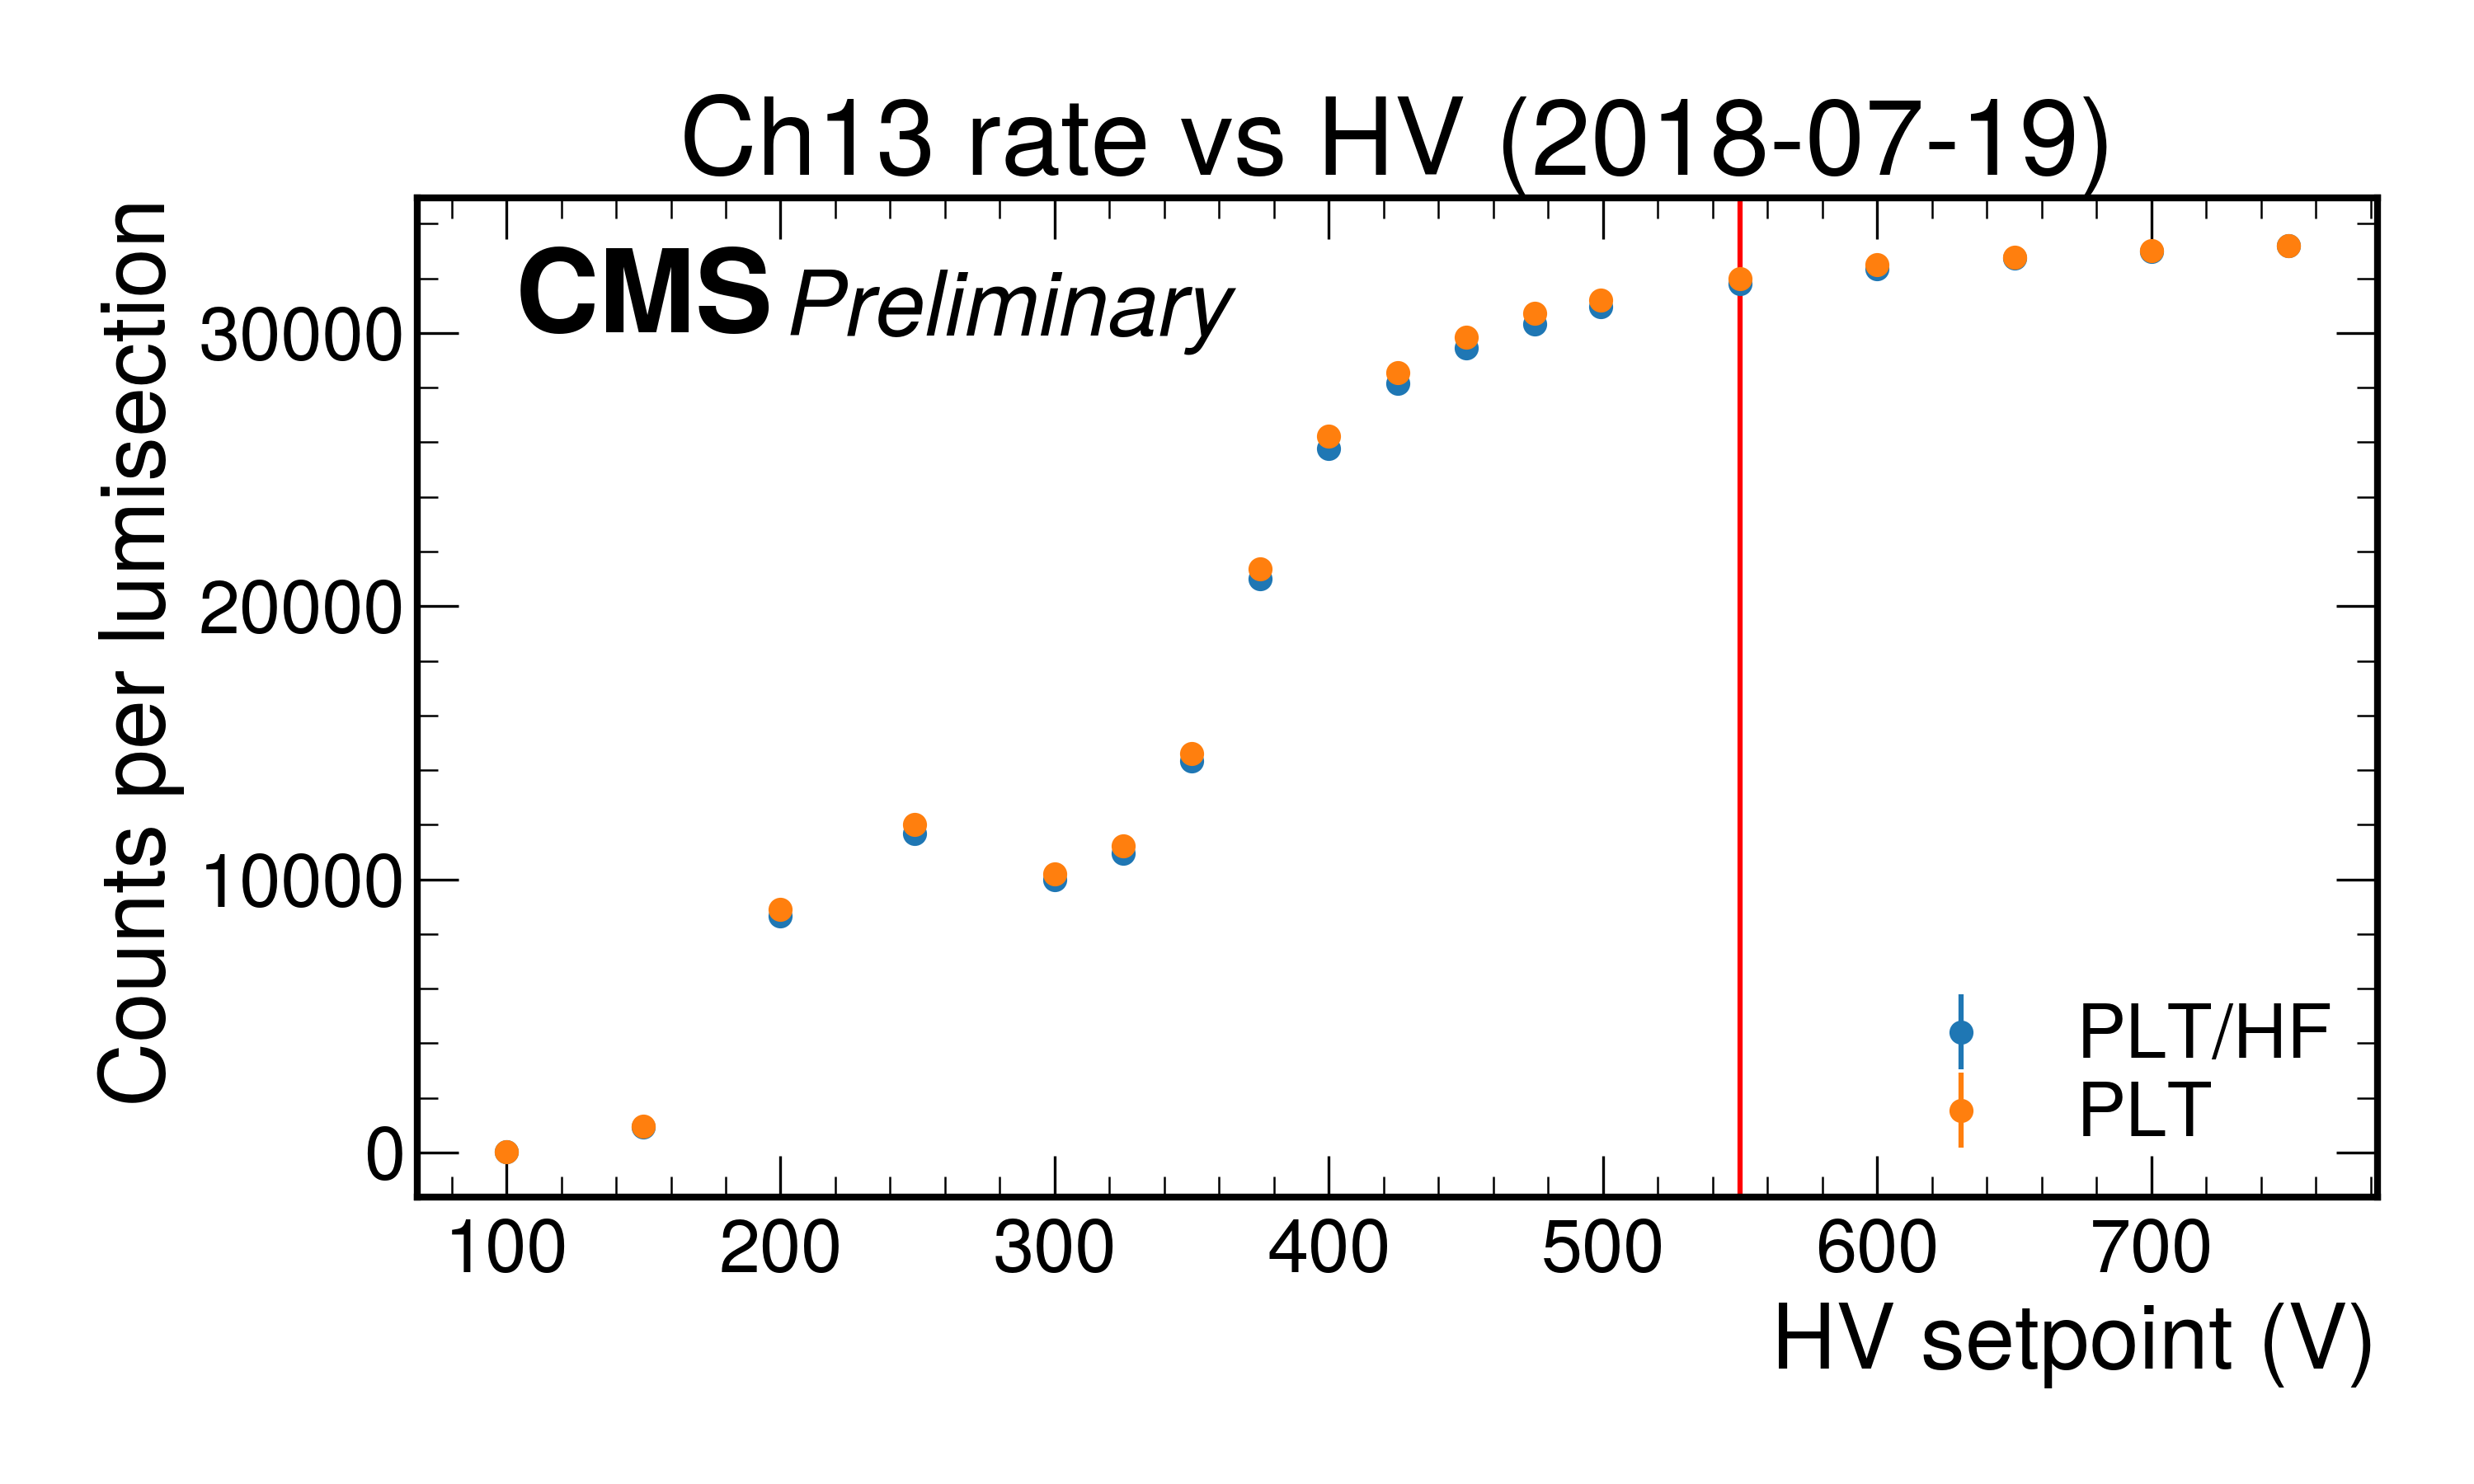 Ch13 rate vs HV (2018-07-19)
CMS Preliminary
Counts per lumisection
30000
20000
10000
0
PLT/HF
PLT
100 200 300 400 500 600 700
HV setpoint (V)